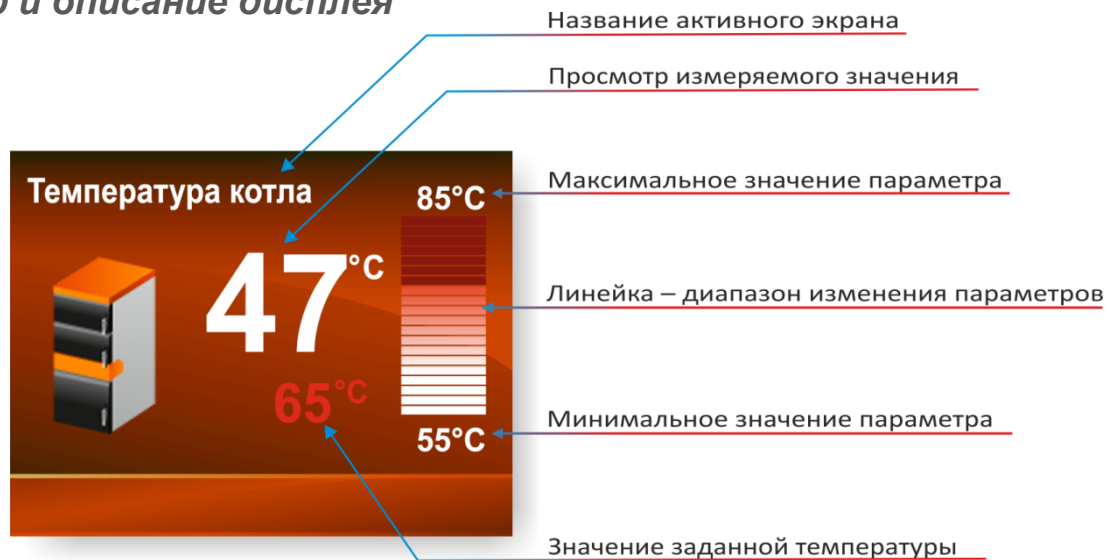 и описание дисплея
Название активного экрана
Просмотр измеряемого значения
Температура котла
85°C
Максимальное значение параметра
47°C
Линейка – диапазон изменения параметров
65°C
55°C
Минимальное значение параметра
Значение заданной температуры